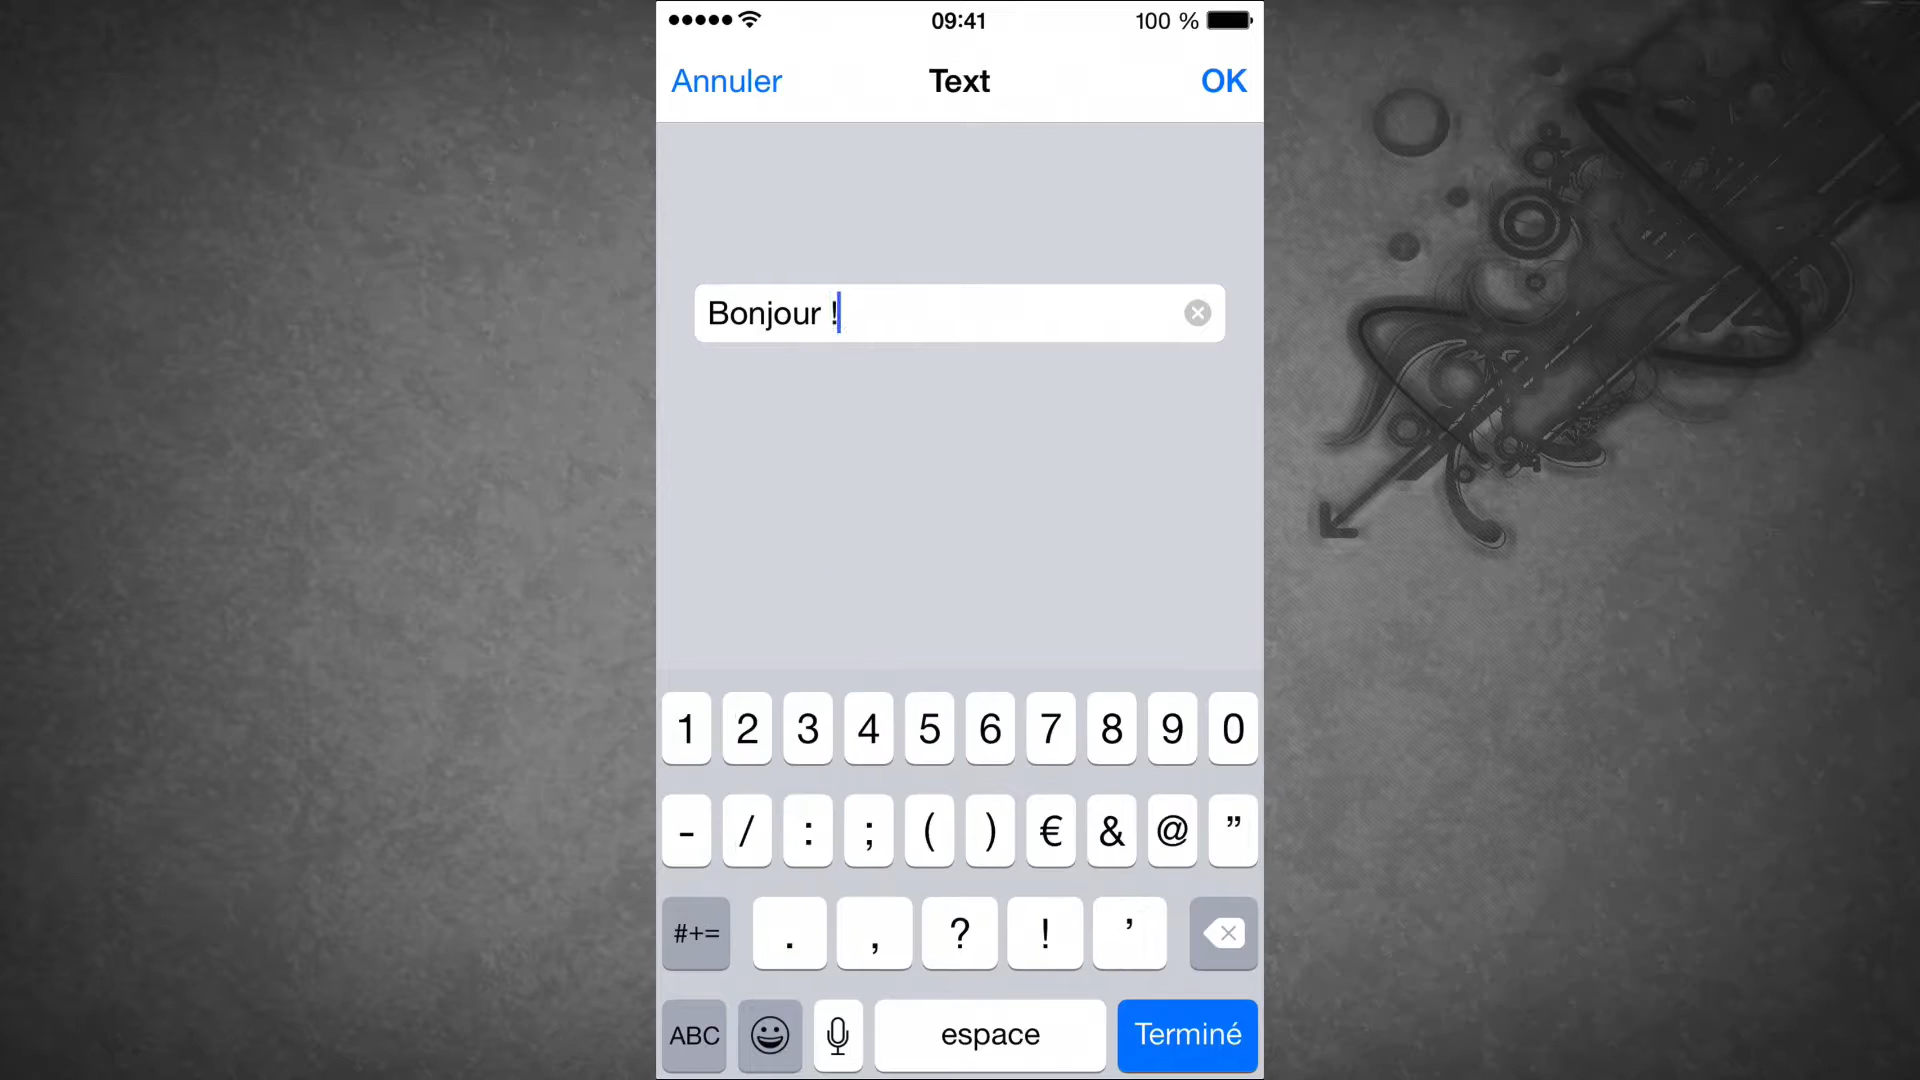 09:41 100 %
Annuler Text OK
Bonjour !
1 2 3 4 5 6 7 8 9 0
- / : ; ( ) € & @ ”
#+= . , ? ! ’
ABC espace Terminé